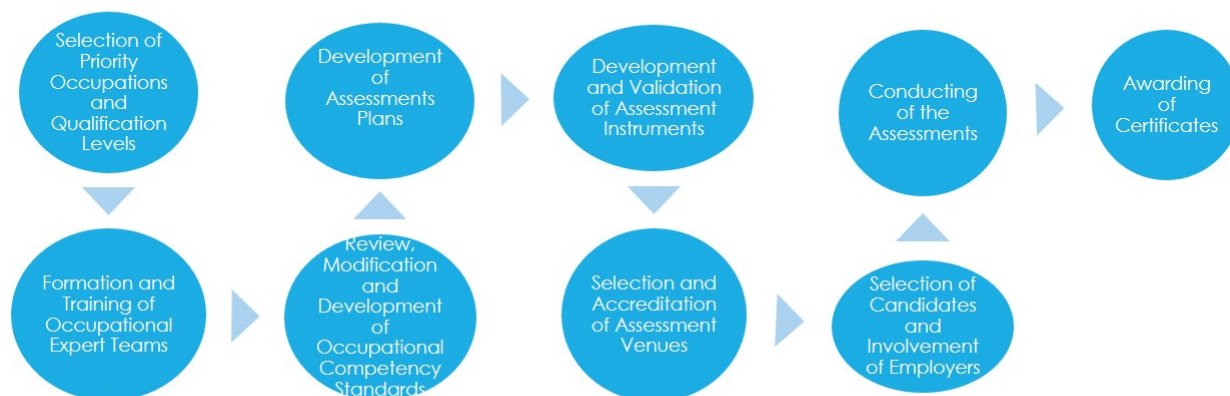 Selection of
Priority
Occupations
and
Qualification
Levels
Formation and
Training of
Occupational
Expert Teams
Review,
Modification
and
Development
of
Occupational
Competency
Standards
Development
of
Assessments
Plans
Development
and Validation
of Assessment
Instruments
Selection and
Accreditation
of Assessment
Venues
Selection of
Candidates
and
Involvement
of Employers
Conducting
of the
Assessments
Awarding
of
Certificates